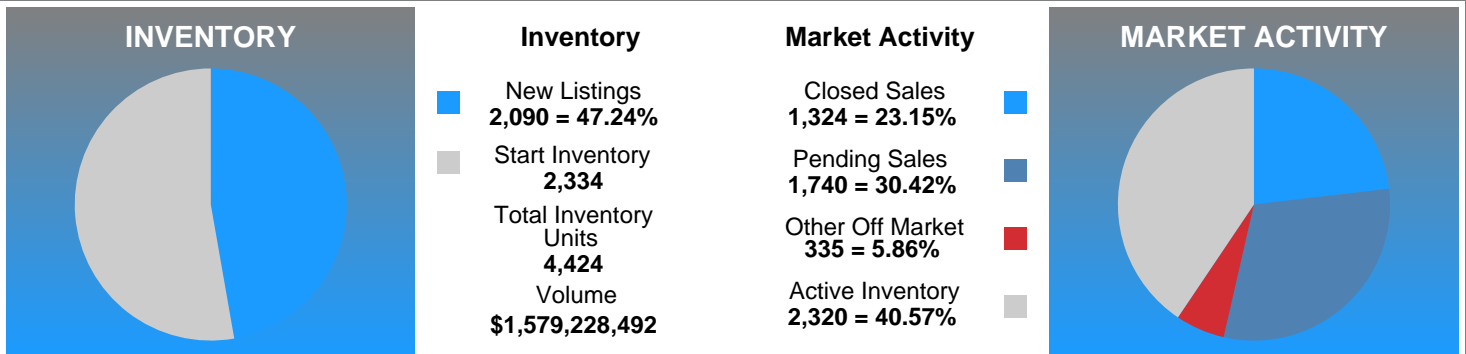 INVENTORY
Inventory
New Listings
2,090 = 47.24%
Start Inventory
2,334
Total Inventory
Units
4,424
Volume
$1,579,228,492
Market Activity
Closed Sales
1,324 = 23.15%
Pending Sales
1,740 = 30.42%
Other Off Market
335 = 5.86%
Active Inventory
2,320 = 40.57%
MARKET ACTIVITY